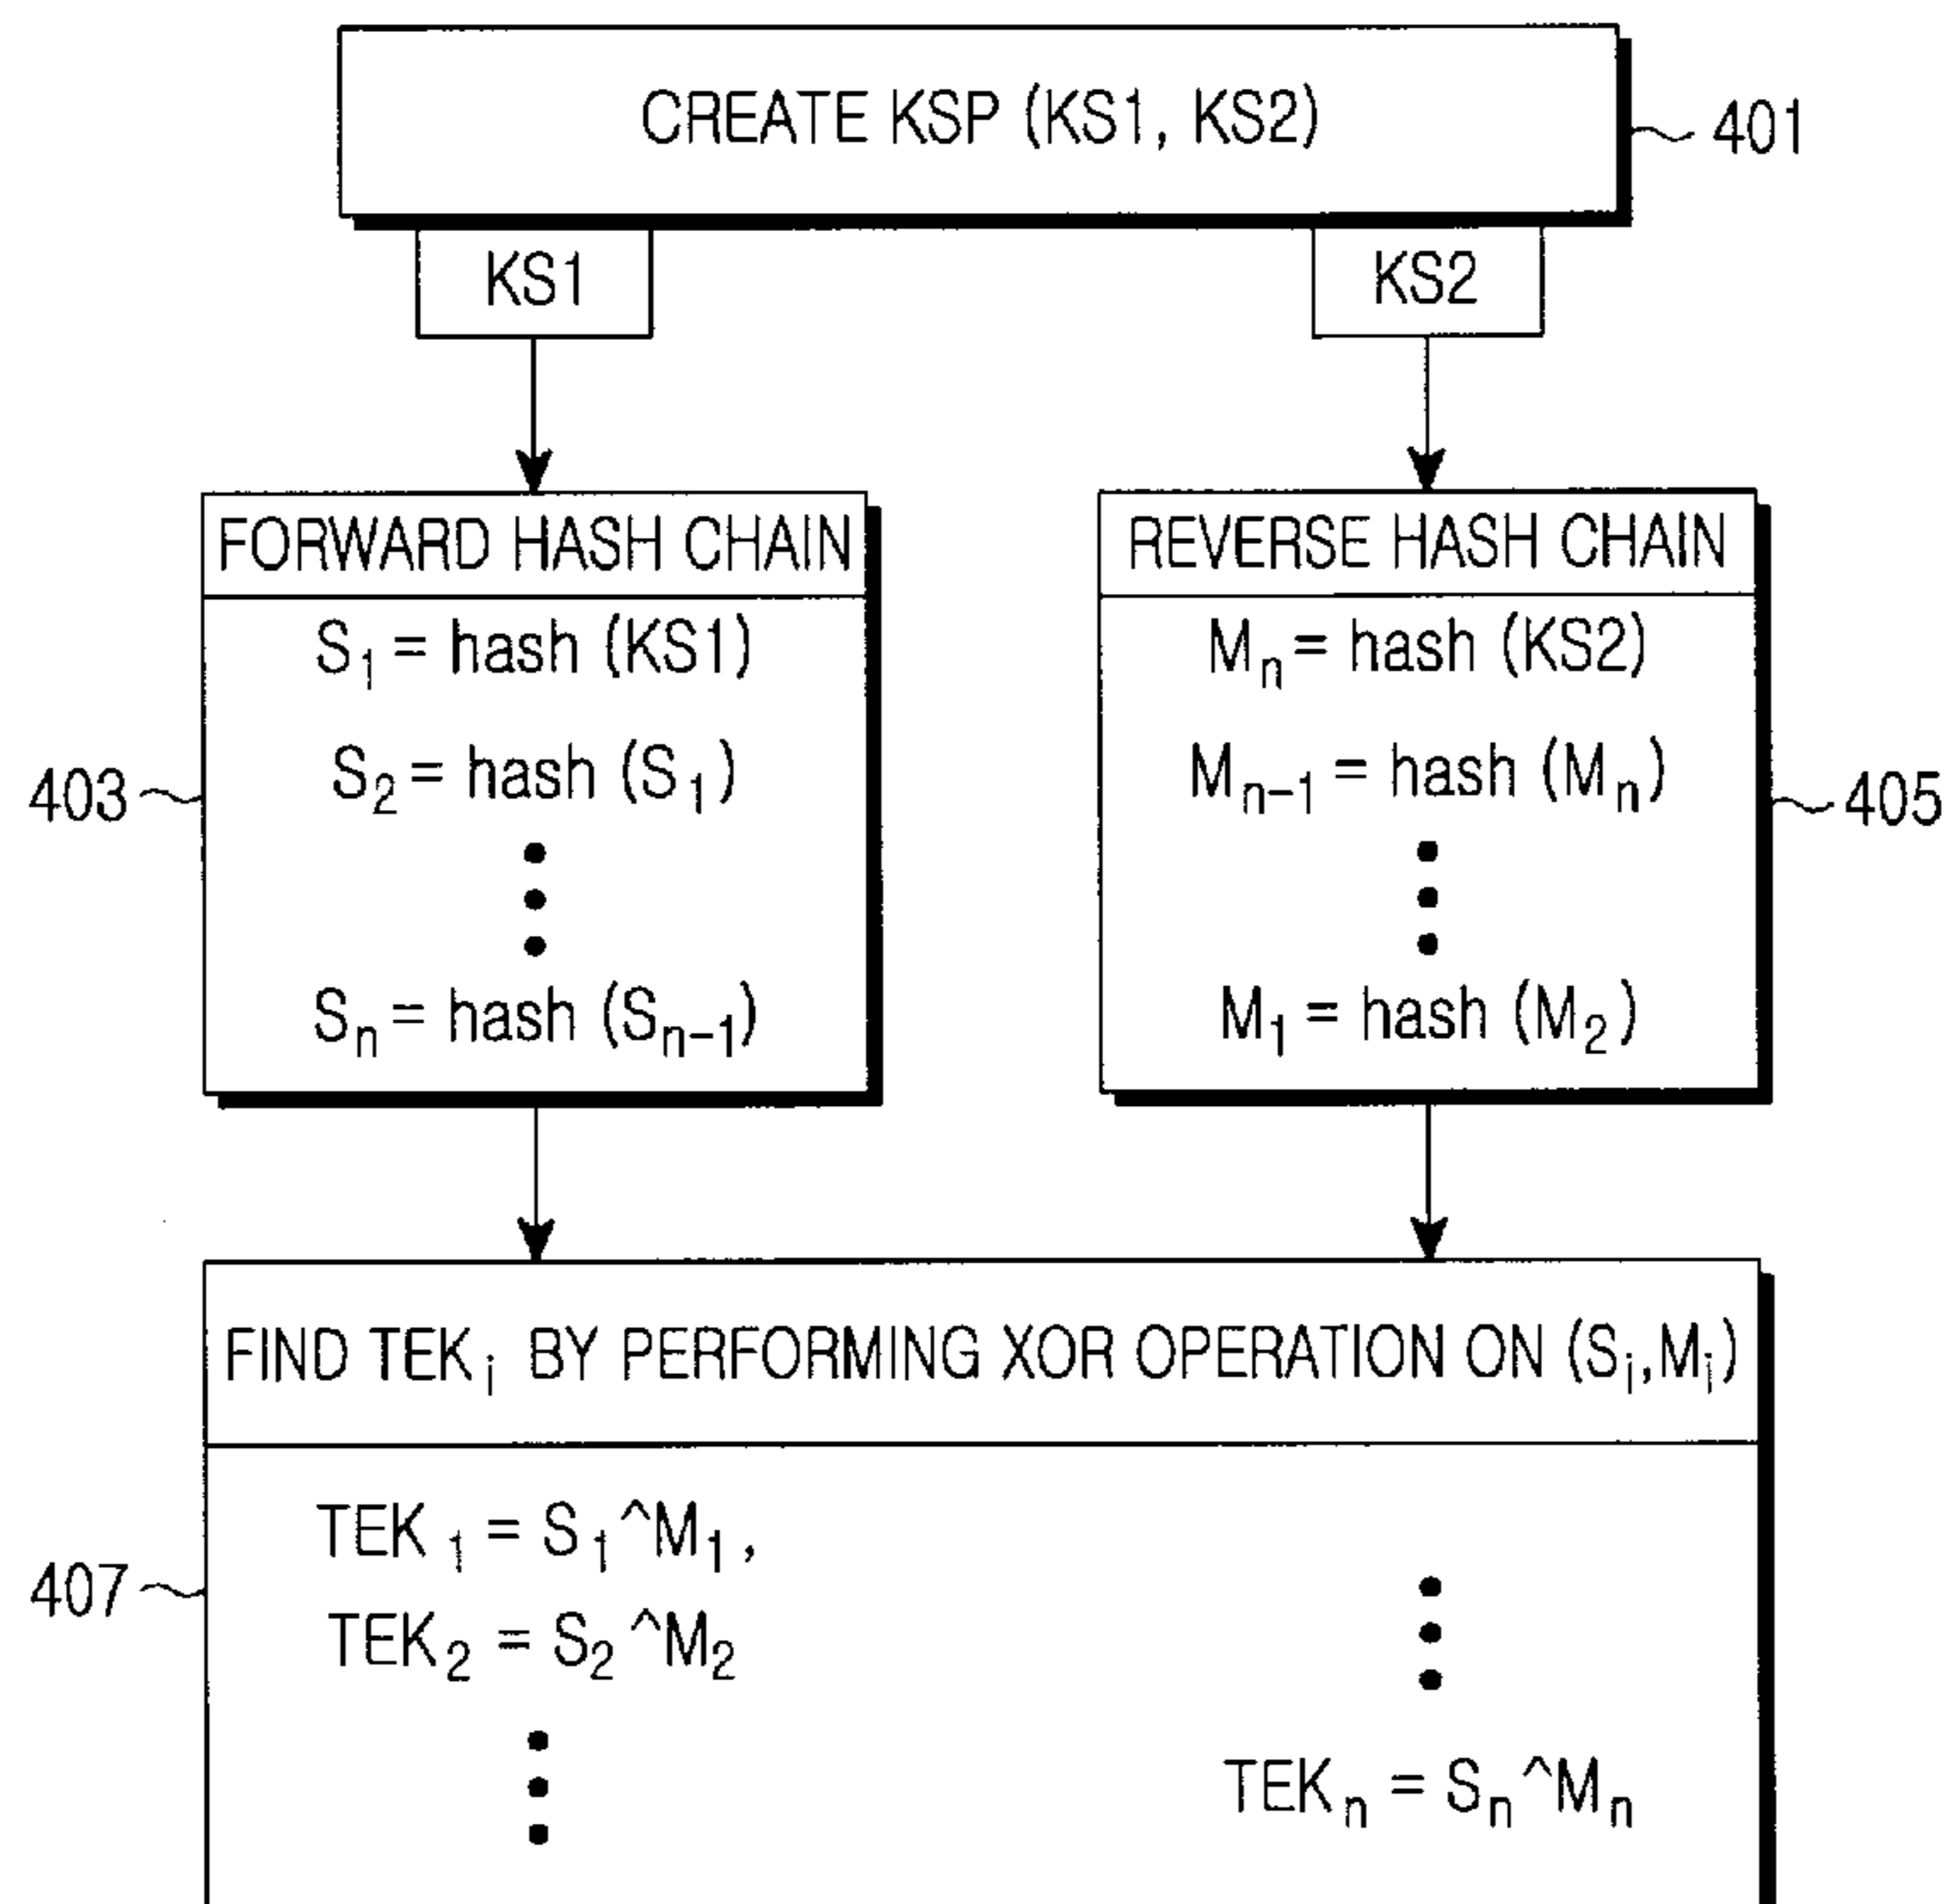 CREATE KSP (KS1, KS2)
401
KS1
KS2
FORWARD HASH CHAIN
S1 = hash (KS1)
S2 = hash (S1)
Sn = hash (Sn-1)
403
REVERSE HASH CHAIN
Mn = hash (KS2)
Mn-1 = hash (Mn)
M1 = hash (M2)
405
FIND TEKi BY PERFORMING XOR OPERATION ON (Si,Mi)
TEK1 = S1^M1,
TEK2 = S2^M2
TEKn = Sn^Mn
407